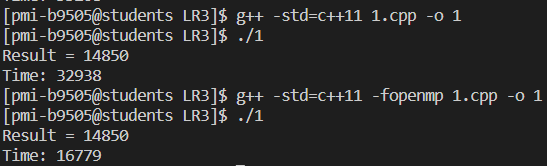 [pmi-b9505@students LR3]$ g++ -std=c++11 1.cpp -o 1
[pmi-b9505@students LR3]$ ./1
Result = 14850
Time: 32938
[pmi-b9505@students LR3]$ g++ -std=c++11 -fopenmp 1.cpp -o 1
[pmi-b9505@students LR3]$ ./1
Result = 14850
Time: 16779